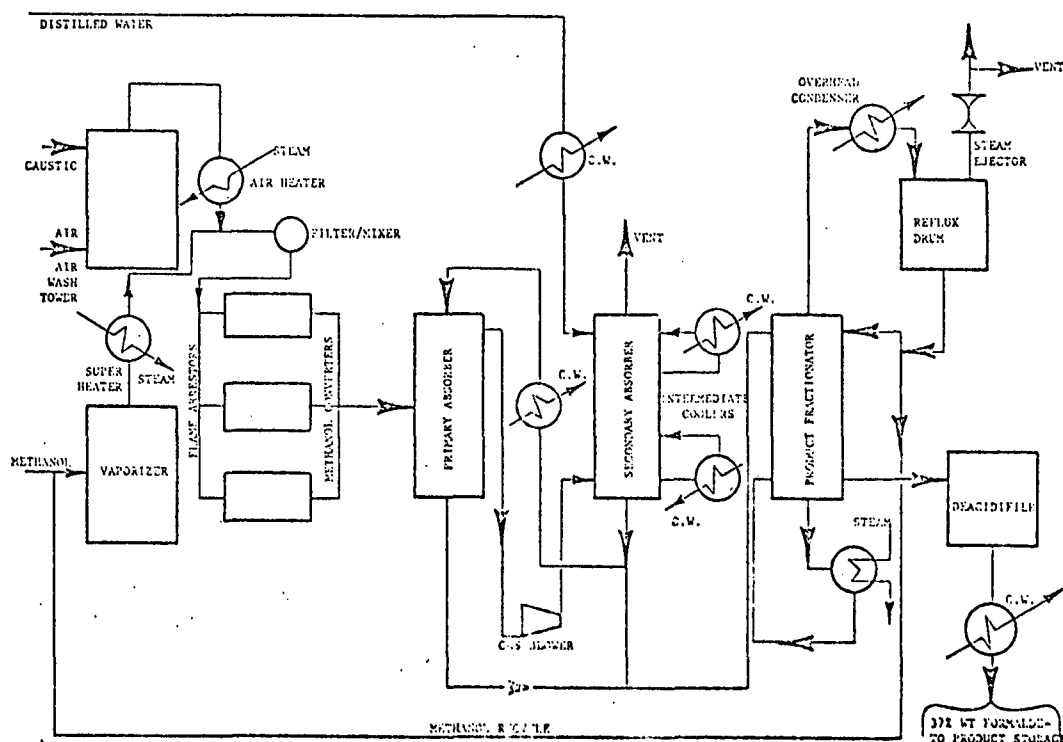 DISTILLED WATER
VENT
OVERHEAD
CONDENSER
STEAM
EJECTOR
CAUSTIC
STEAM
AIR HEATER
C.W.
REFLUX
DRUM
AIR
AIR
WASH
TOWER
FILTER/MIXER
VENT
C.W.
SUPER
HEATER
STEAM
FLAME ARRESTORS
METHANOL CONVERTERS
PRIMARY ABSORBER
C.W.
SECONDARY ABSORBER
INTERMEDIATE
COOLERS
PRODUCT FRACTIONATOR
METHANOL
VAPORIZER
C.W.
STEAM
C.W.
GAS BLOWER
METHANOL
37% WT
TO PRODUCT STORAGE